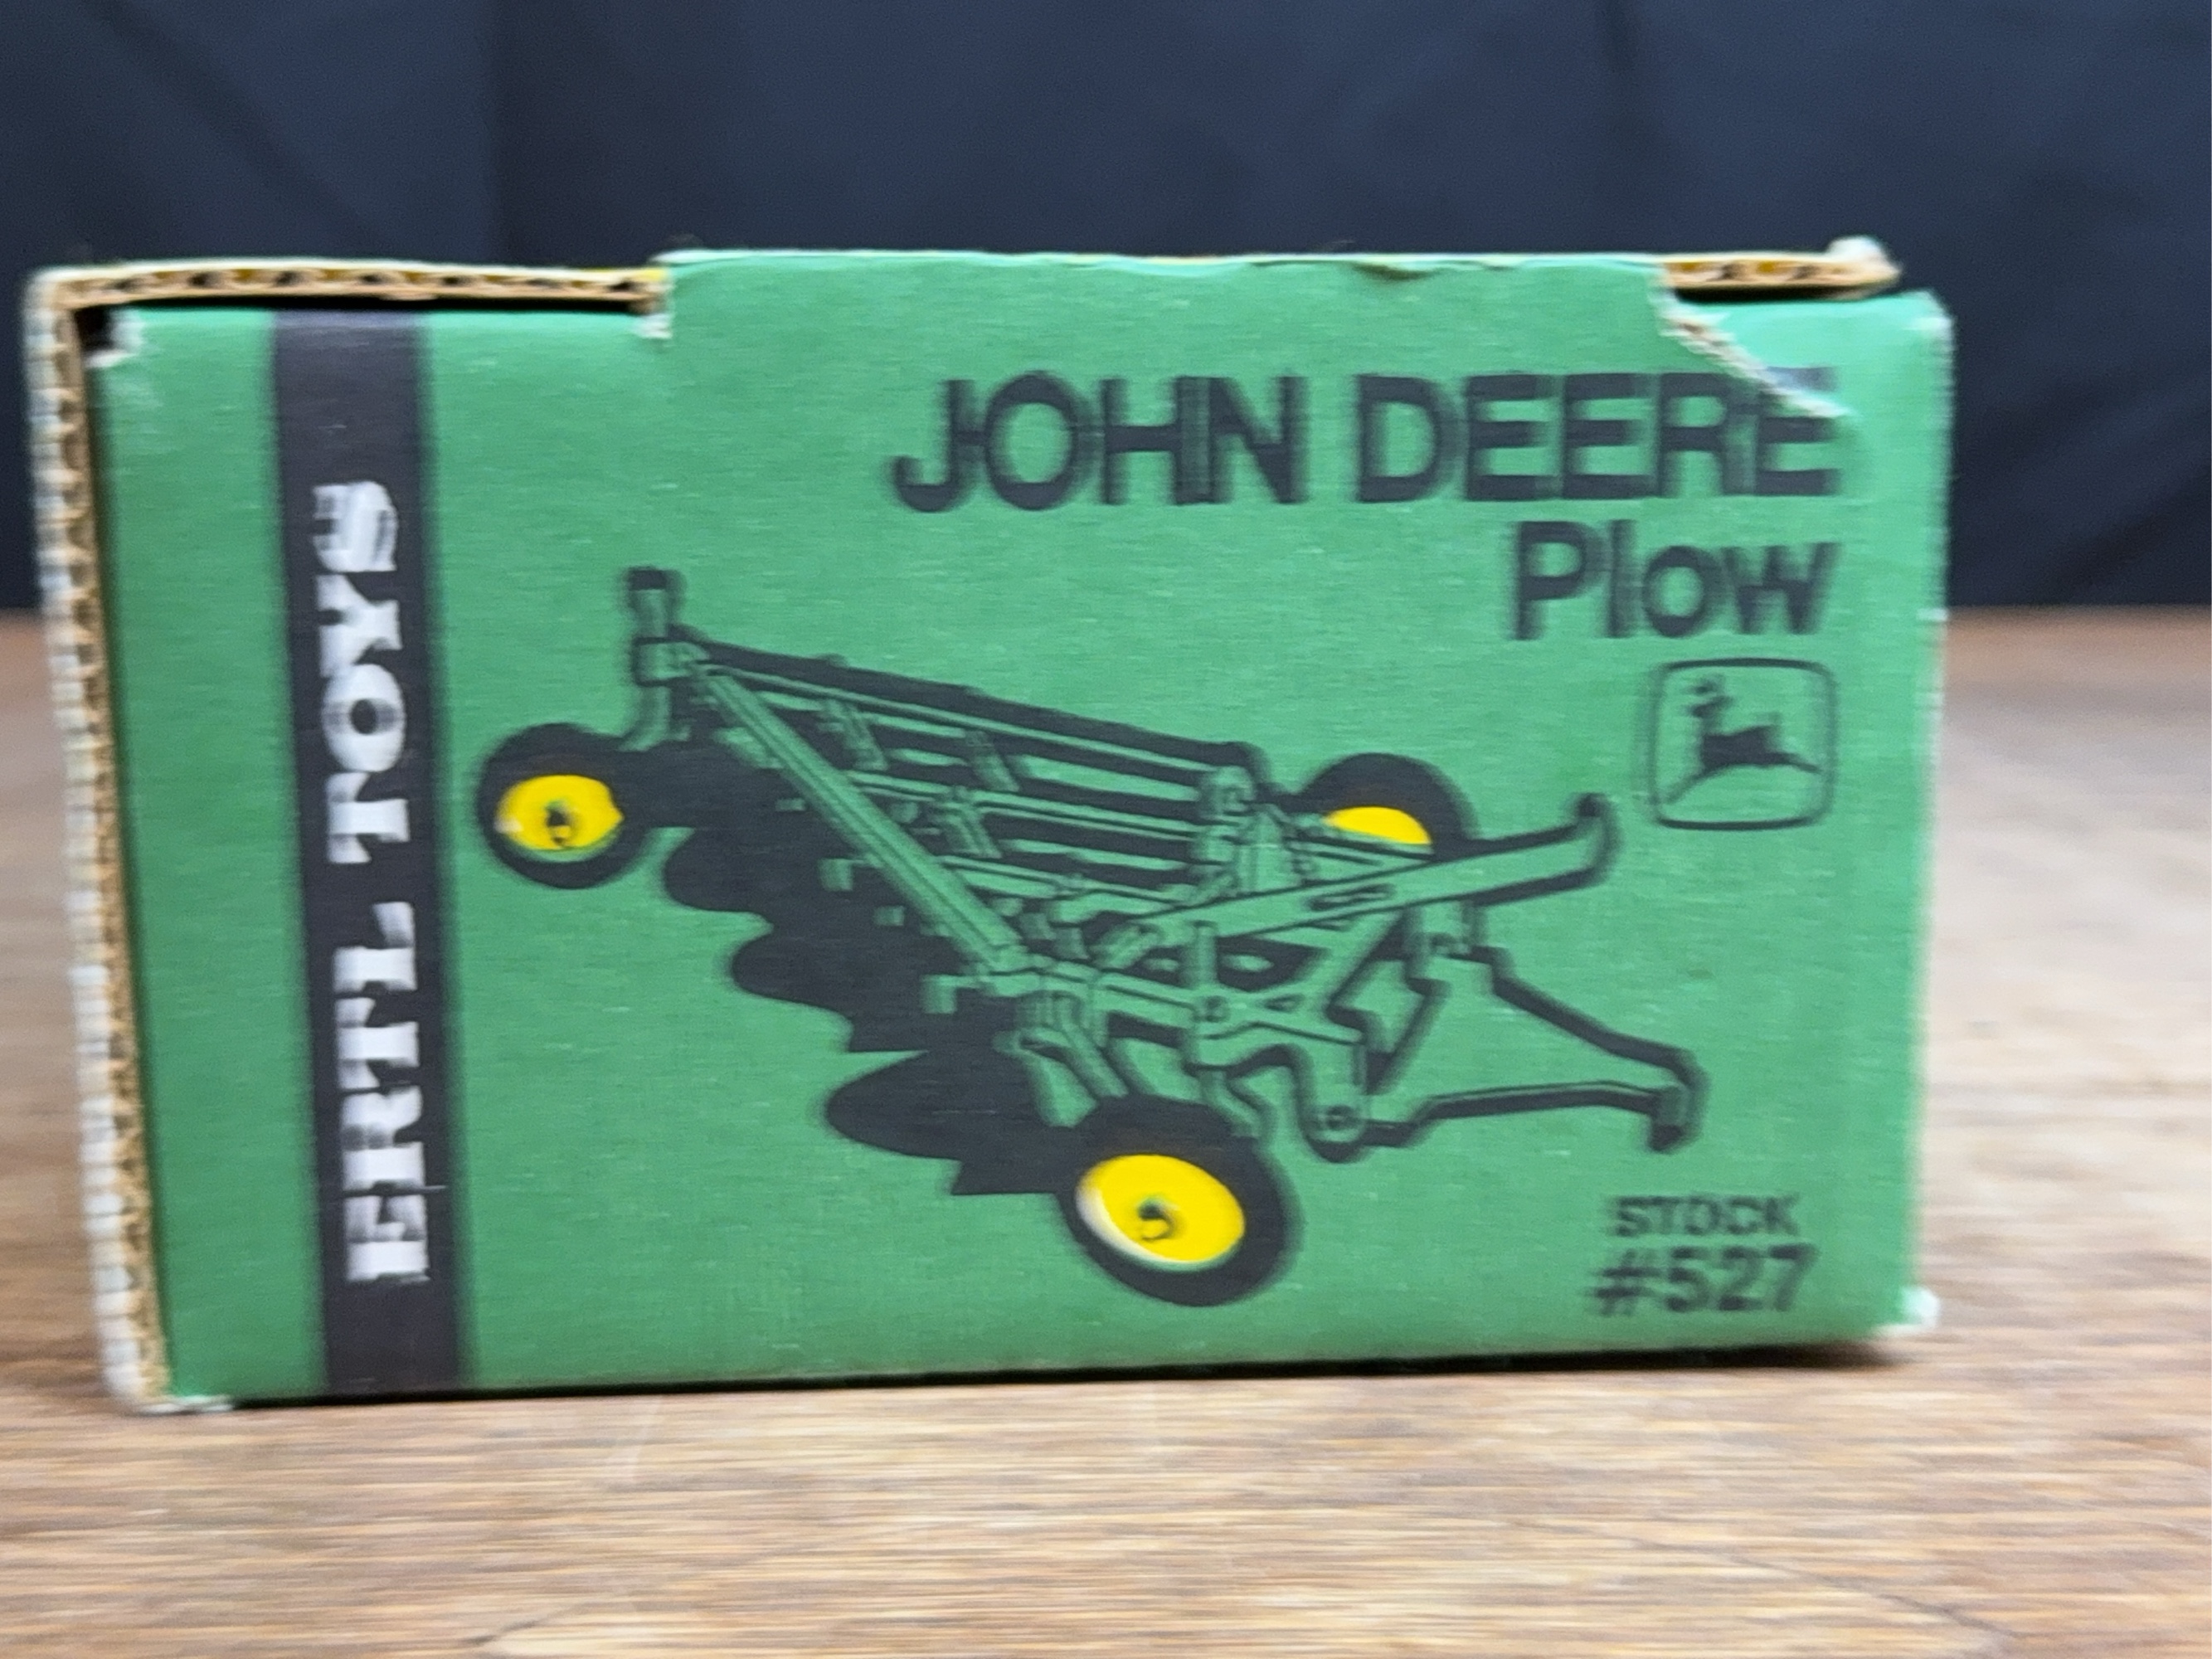 ERTL TOYS
JOHN DEERE
Plow
STOCK
#527